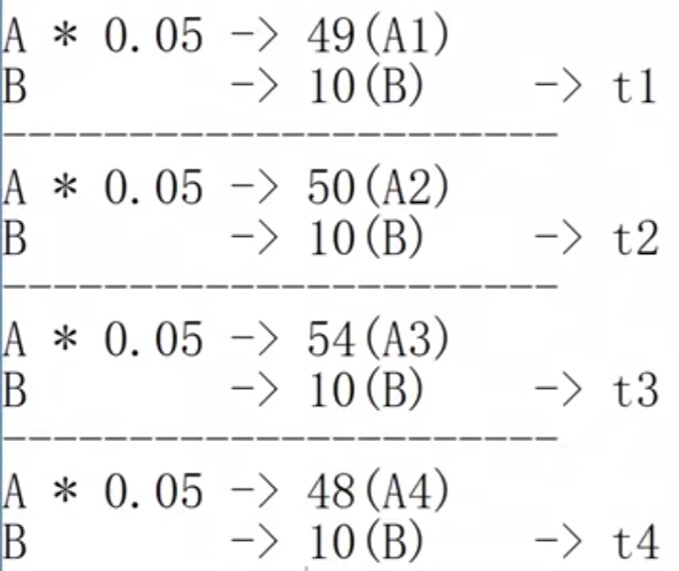 A * 0.05 -> 49(A1)
B -> 10(B) -> t1
----------------------
A * 0.05 -> 50(A2)
B -> 10(B) -> t2
----------------------
A * 0.05 -> 54(A3)
B -> 10(B) -> t3
----------------------
A * 0.05 -> 48(A4)
B -> 10(B) -> t4